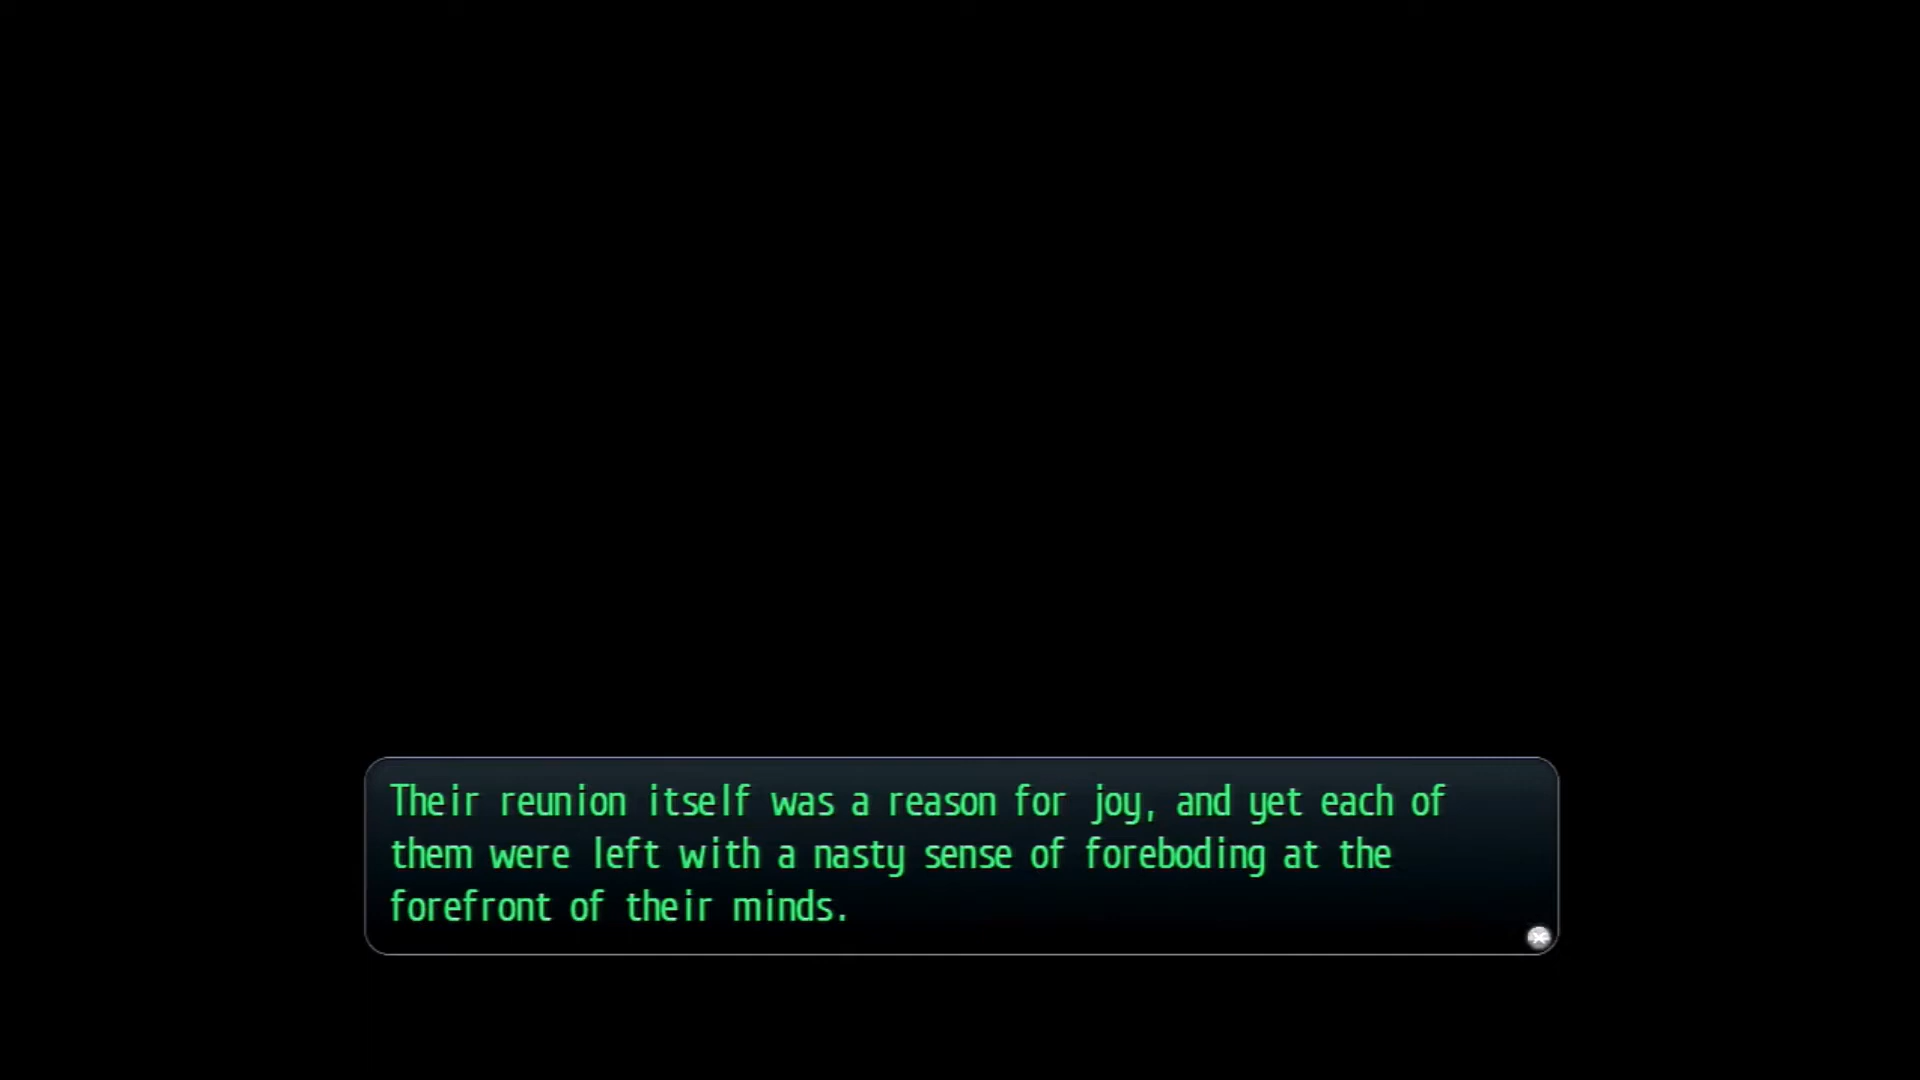 Their reunion itself was a reason for joy, and yet each of
them were left with a nasty sense of foreboding at the
forefront of their minds.